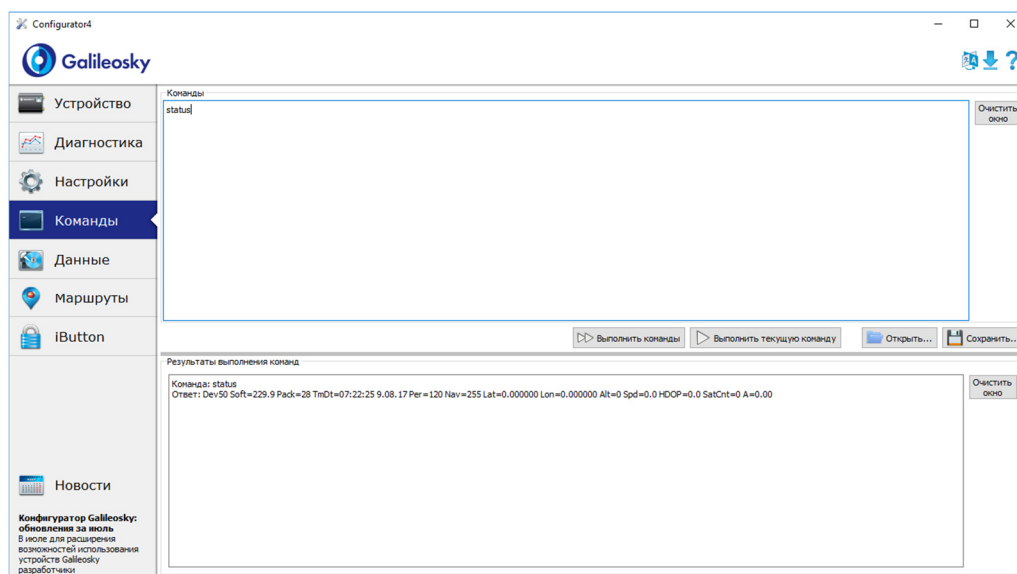 Configurator4
Galileosky
Устройство
Диагностика
Настройки
Команды
Данные
Маршруты
iButton
Команды
status
Очистить
окно
Выполнить команды
Выполнить текущую команду
Открыть...
Сохранить...
Результаты выполнения команд
Команда: status
Ответ: Dev50 Soft=229.9 Pack=28 TmDt=07:22:25 9.08.17 Per=120 Nav=255 Lat=0.000000 Lon=0.000000 Alt=0 Spd=0.0 HDOP=0.0 SatCnt=0 A=0.00
Очистить
окно
Новости
Конфигуратор Galileosky:
обновления за июль
В июле для расширения
возможностей использования
устройств Galileosky
разработчики